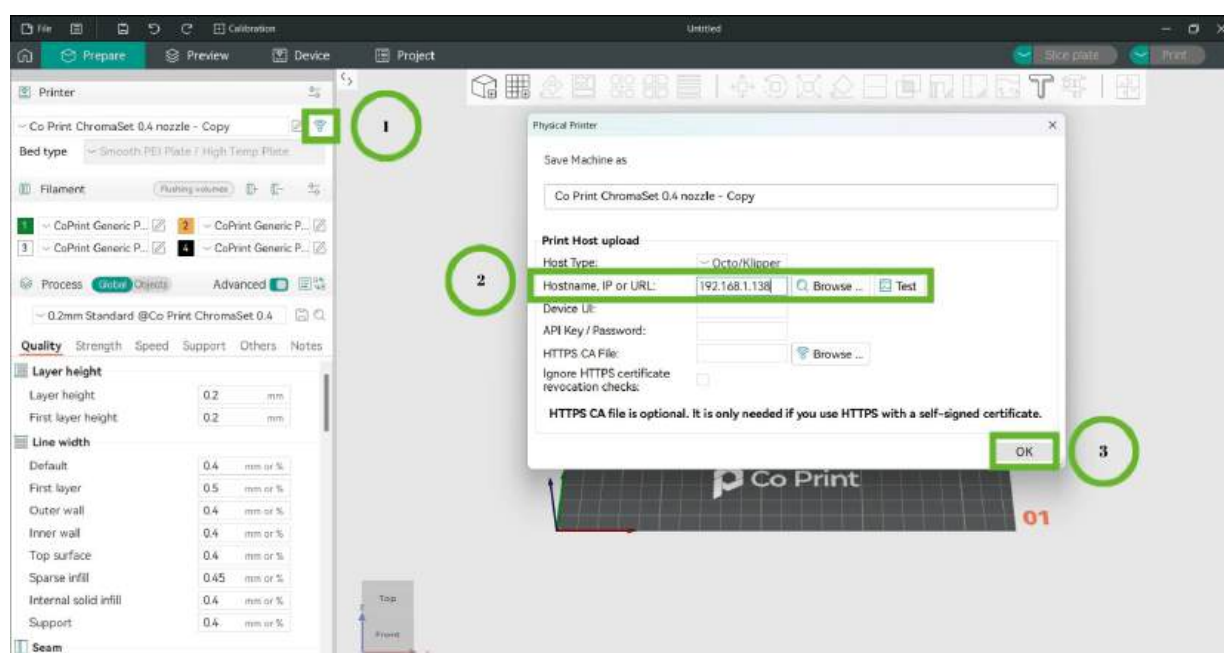 File Calibration Untitled
Prepare Preview Device Project Slice plate Print
Printer
Co Print ChromaSet 0.4 nozzle - Copy
1
Bed type Smooth PEI Plate / High Temp Plate
Filament Flushing volumes
1 CoPrint Generic P... 2 CoPrint Generic P...
3 CoPrint Generic P... 4 CoPrint Generic P...
Process Global Objects Advanced
0.2mm Standard @Co Print ChromaSet 0.4
Quality Strength Speed Support Others Notes
Layer height
Layer height 0.2 mm
First layer height 0.2 mm
Line width
Default 0.4 mm or %
First layer 0.5 mm or %
Outer wall 0.4 mm or %
Inner wall 0.4 mm or %
Top surface 0.4 mm or %
Sparse infill 0.45 mm or %
Internal solid infill 0.4 mm or %
Support 0.4 mm or %
Seam
Physical Printer
Save Machine as
Co Print ChromaSet 0.4 nozzle - Copy
Print Host upload
Host Type: Octo/Klipper
2
Hostname, IP or URL: 192.168.1.138 Browse ... Test
Device UI:
API Key / Password:
HTTPS CA File: Browse ...
Ignore HTTPS certificate
revocation checks:
HTTPS CA file is optional. It is only needed if you use HTTPS with a self-signed certificate.
OK
3
Co Print
01
Top
Front